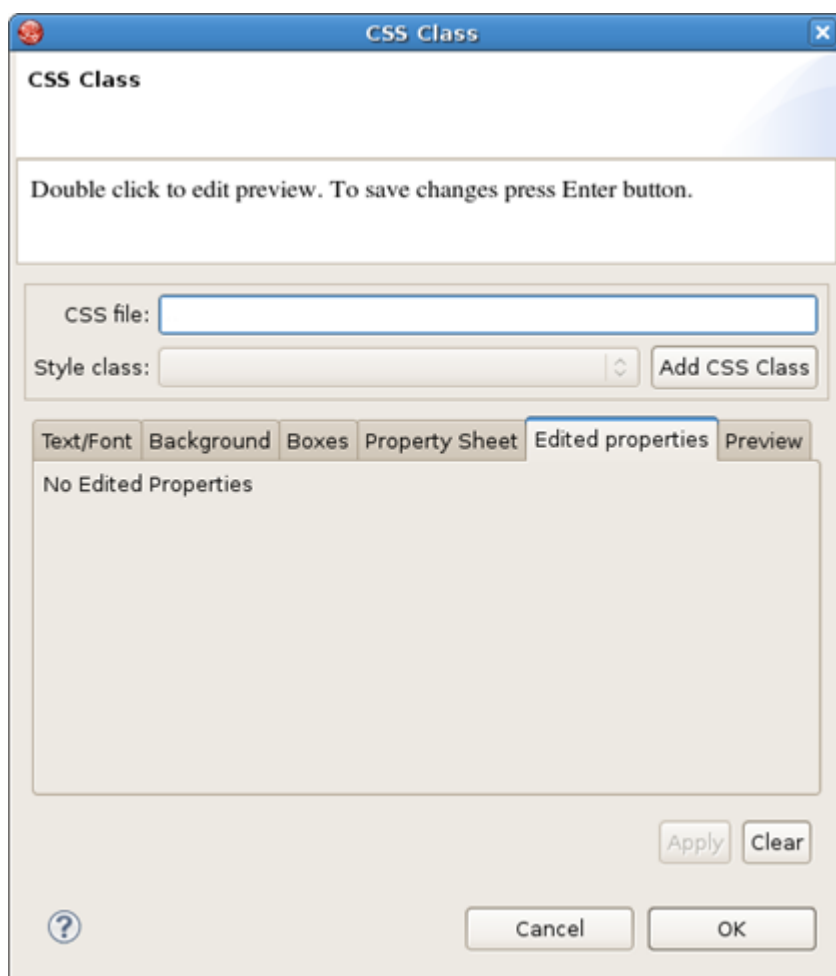 CSS Class
CSS Class
Double click to edit preview. To save changes press Enter button.
CSS file:
Style class: Add CSS Class
Text/Font Background Boxes Property Sheet Edited properties Preview
No Edited Properties
Apply Clear
? Cancel OK